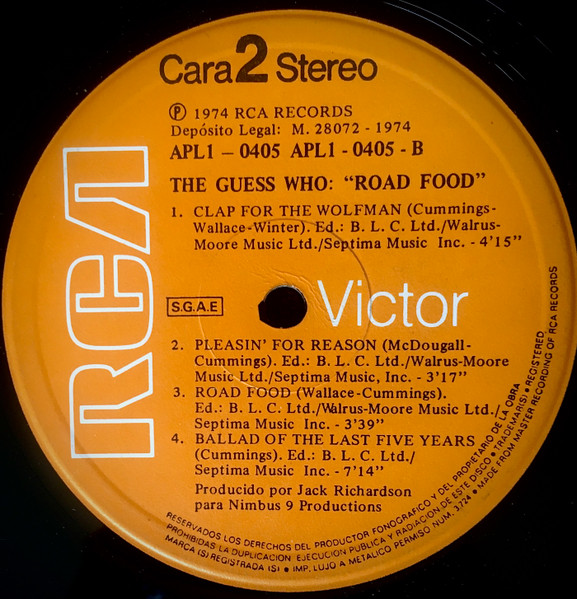 Cara 2 Stereo
℗ 1974 RCA RECORDS
Depósito Legal: M. 28072 - 1974
APL1 — 0405 APL1 - 0405 - B
THE GUESS WHO: “ROAD FOOD”
1. CLAP FOR THE WOLFMAN (Cummings-
Wallace-Winter). Ed.: B. L. C. Ltd./Walrus-
Moore Music Ltd./Septima Music Inc. - 4'15"
RCA
S.G.A.E
Victor
2. PLEASIN' FOR REASON (McDougall-
Cummings). Ed.: B. L. C. Ltd./Walrus-Moore
Music Ltd./Septima Music, Inc. - 3'17"
3. ROAD FOOD (Wallace-Cummings).
Ed.: B. L. C. Ltd./Walrus-Moore Music Ltd./
Septima Music Inc. - 3'39"
4. BALLAD OF THE LAST FIVE YEARS
(Cummings). Ed.: B. L. C. Ltd./
Septima Music Inc. - 7'14"
Producido por Jack Richardson
para Nimbus 9 Productions
RESERVADOS LOS DERECHOS DEL PRODUCTOR FONOGRAFICO Y DEL PROPIETARIO DE LA OBRA
PROHIBIDAS LA DUPLICACION EJECUCION PUBLICA Y RADIACION DE ESTE DISCO • TRADEMAR(S) • REGISTERED
MARCA (S) REGISTRADA (S) • IMP. LUJO A METALICO PERMISO NUM. 3.724 • MADE FROM MASTER RECORDING OF RCA RECORDS